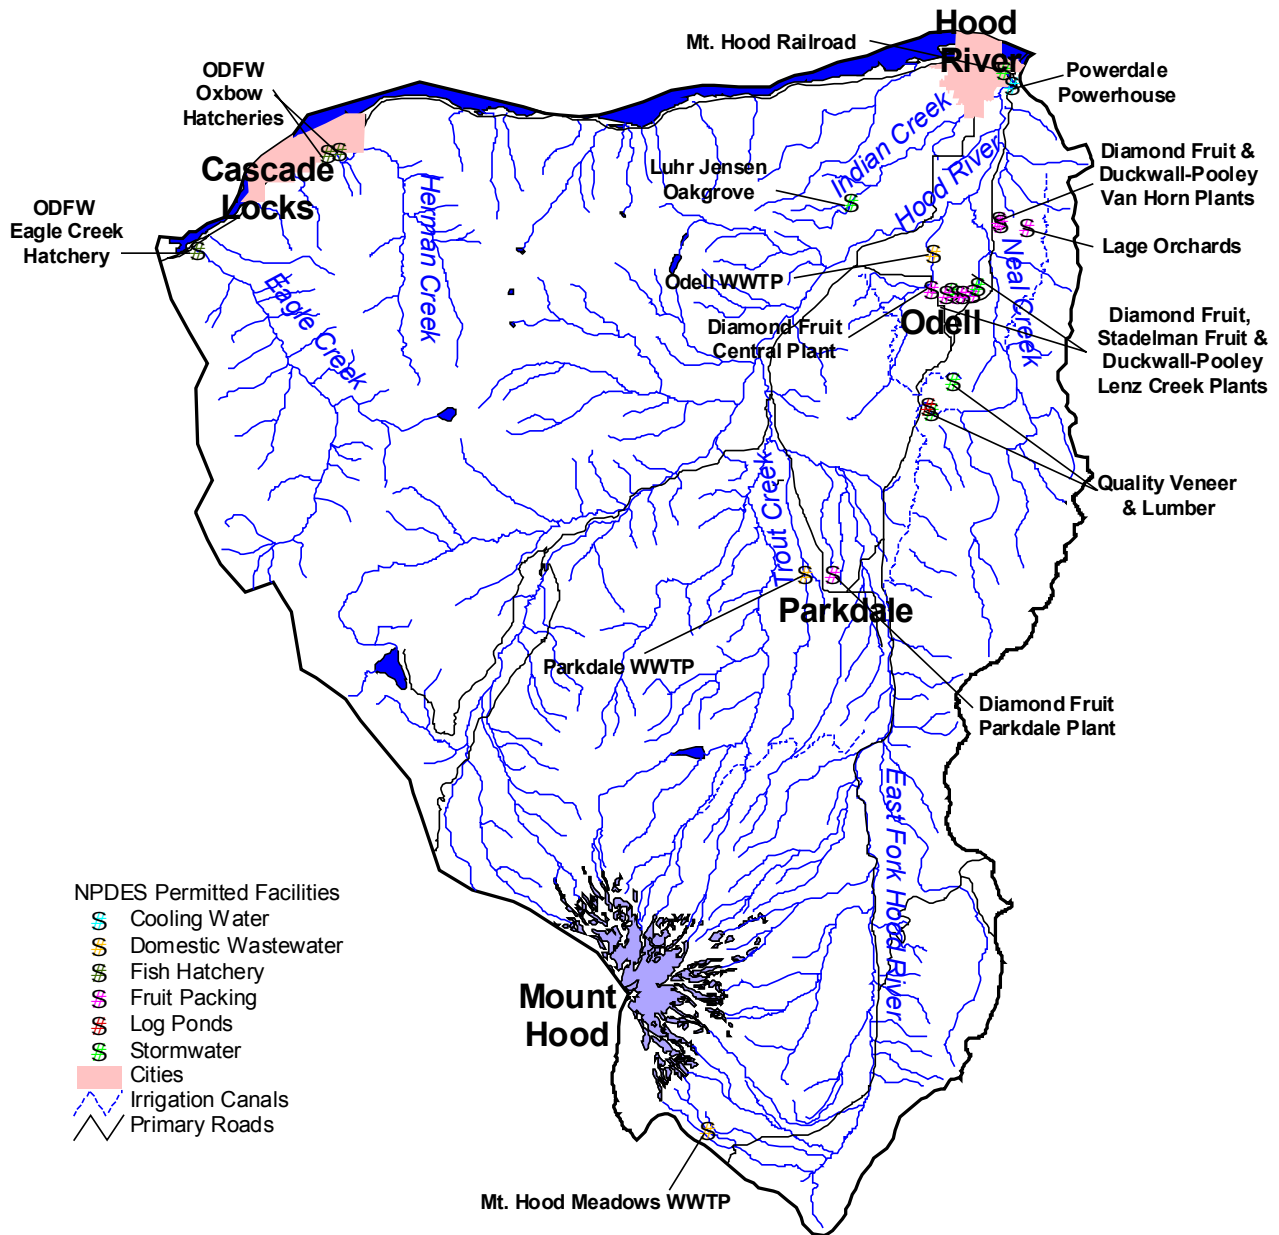 Hood
River
Mt. Hood Railroad
ODFW
Oxbow
Hatcheries
Powerdale
Powerhouse
Indian Creek
Diamond Fruit &
Duckwall-Pooley
Van Horn Plants
Luhr Jensen
Oakgrove
Cascade
Locks
Herman Creek
Hood River
ODFW
Eagle Creek
Hatchery
Lage Orchards
Neal Creek
Odell WWTP
Eagle Creek
Diamond Fruit
Central Plant
Odell
Diamond Fruit,
Stadelman Fruit &
Duckwall-Pooley
Lenz Creek Plants
Quality Veneer
& Lumber
Trout Creek
Parkdale
Parkdale WWTP
Diamond Fruit
Parkdale Plant
East Fork Hood River
NPDES Permitted Facilities
S Cooling Water
S Domestic Wastewater
S Fish Hatchery
S Fruit Packing
S Log Ponds
S Stormwater
Cities
Irrigation Canals
Primary Roads
Mount
Hood
Mt. Hood Meadows WWTP